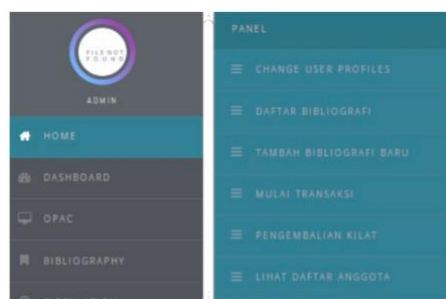 FILE NOT
FOUND
ADMIN
HOME
DASHBOARD
OPAC
BIBLIOGRAPHY
PANEL
CHANGE USER PROFILES
DAFTAR BIBLIOGRAFI
TAMBAH BIBLIOGRAFI BARU
MULAI TRANSAKSI
PENGEMBALIAN KILAT
LIHAT DAFTAR ANGGOTA